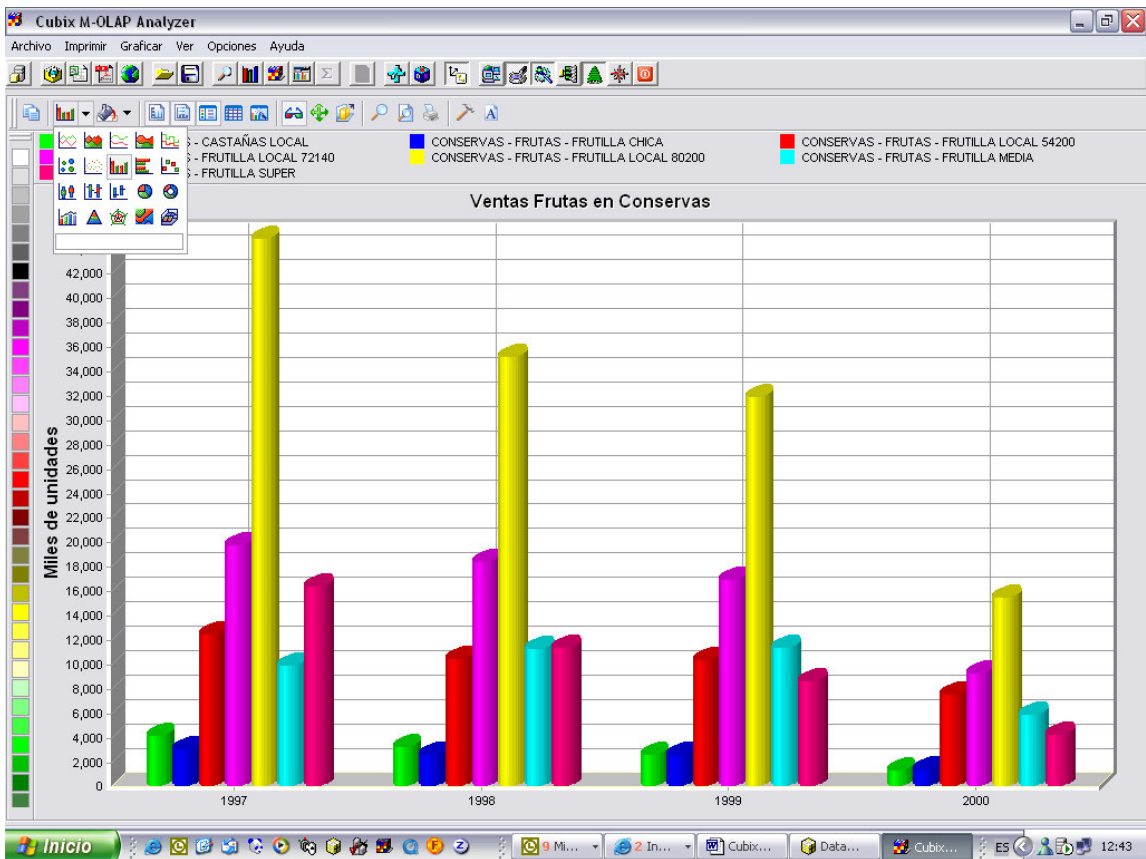 Cubix M-OLAP Analyzer
Archivo Imprimir Graficar Ver Opciones Ayuda
S - CASTAÑAS LOCAL
CONSERVAS - FRUTAS - FRUTILLA CHICA
CONSERVAS - FRUTAS - FRUTILLA LOCAL 54200
S - FRUTILLA LOCAL 72140
CONSERVAS - FRUTAS - FRUTILLA LOCAL 80200
CONSERVAS - FRUTAS - FRUTILLA MEDIA
S - FRUTILLA SUPER
Ventas Frutas en Conservas
42,000
40,000
38,000
36,000
34,000
32,000
30,000
28,000
26,000
24,000
22,000
20,000
18,000
16,000
14,000
12,000
10,000
8,000
6,000
4,000
2,000
0
Miles de unidades
1997 1998 1999 2000
Inicio
9 Mi...
2 In...
Cubix...
Data...
Cubix...
ES
12:43